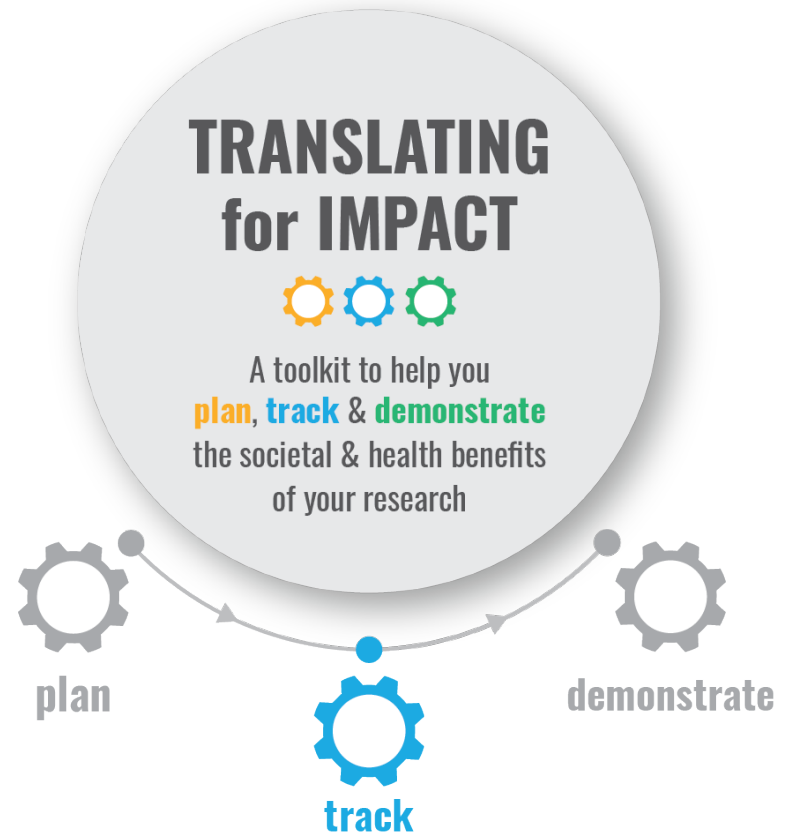 TRANSLATING
for IMPACT
A toolkit to help you
plan, track & demonstrate
the societal & health benefits
of your research
plan
demonstrate
track